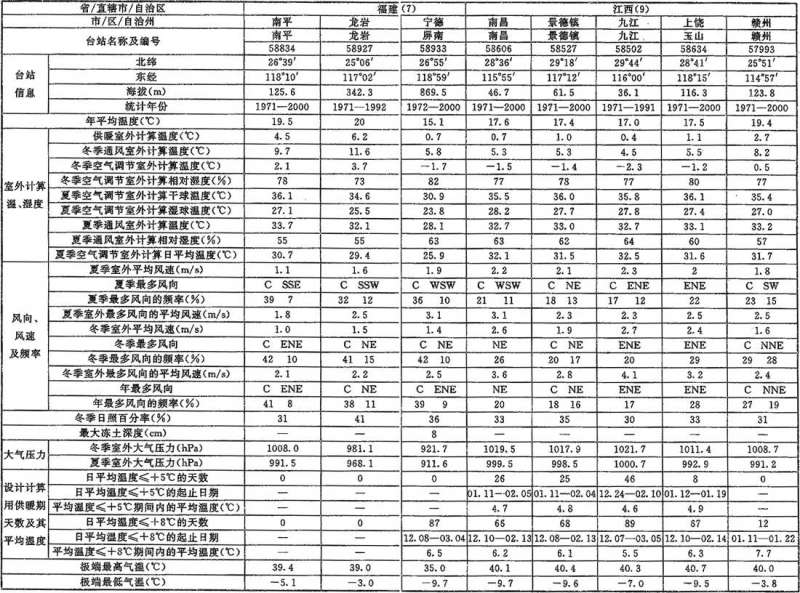 省/直辖市/自治区 福建(7) 江西(9)
市/区/自治州 南平 龙岩 宁德 南昌 景德镇 九江 上饶 赣州
台站名称及编号 南平 龙岩 屏南 南昌 景德镇 九江 玉山 赣州
58834 58927 58933 58606 58527 58502 58634 57993
台站信息 北纬 26°39′ 25°06′ 26°55′ 28°36′ 29°18′ 29°44′ 28°41′ 25°51′
东经 118°10′ 117°02′ 118°59′ 115°55′ 117°12′ 116°00′ 118°15′ 114°57′
海拔(m) 125.6 342.3 869.5 46.7 61.5 36.1 116.3 123.8
统计年份 1971—2000 1971—1992 1972—2000 1971—2000 1971—2000 1971—1991 1971—2000 1971—2000
年平均温度(℃) 19.5 20 15.1 17.6 17.4 17.0 17.5 19.4
室外计算温、湿度 供暖室外计算温度(℃) 4.5 6.2 0.7 0.7 1.0 0.4 1.1 2.7
冬季通风室外计算温度(℃) 9.7 11.6 5.8 5.3 5.3 4.5 5.5 8.2
冬季空气调节室外计算温度(℃) 2.1 3.7 −1.7 −1.5 −1.4 −2.3 −1.2 0.5
冬季空气调节室外计算相对湿度(%) 78 73 82 77 78 77 80 77
夏季空气调节室外计算干球温度(℃) 36.1 34.6 30.9 35.5 36.0 35.8 36.1 35.4
夏季空气调节室外计算湿球温度(℃) 27.1 25.5 23.8 28.2 27.7 27.8 27.4 27.0
夏季通风室外计算温度(℃) 33.7 32.1 28.1 32.7 33.0 32.7 33.1 33.2
夏季通风室外计算相对湿度(%) 55 55 63 63 62 64 60 57
夏季空气调节室外计算日平均温度(℃) 30.7 29.4 25.9 32.1 31.5 32.5 31.6 31.7
风向、风速及频率 夏季室外平均风速(m/s) 1.1 1.6 1.9 2.2 2.1 2.3 2 1.8
夏季最多风向 C SSE C SSW C WSW C WSW C NE C ENE ENE C SW
夏季最多风向的频率(%) 39 7 32 12 36 10 21 11 18 13 17 12 22 23 15
夏季室外最多风向的平均风速(m/s) 1.8 2.5 3.1 3.1 2.3 2.3 2.5 2.5
冬季室外平均风速(m/s) 1.0 1.5 1.4 2.6 1.9 2.7 2.4 1.6
冬季最多风向 C ENE C NE C NE NE C NE ENE ENE C NNE
冬季最多风向的频率(%) 42 10 41 15 42 10 26 20 17 20 29 29 28
冬季室外最多风向的平均风速(m/s) 2.1 2.2 2.5 3.6 2.8 4.1 3.2 2.4
年最多风向 C ENE C NE C ENE NE C NE ENE ENE C NNE
年最多风向的频率(%) 41 8 38 11 39 9 20 18 16 17 28 27 19
冬季日照百分率(%) 31 41 36 33 35 30 33 31
最大冻土深度(cm) — — 8 — — — — —
大气压力 冬季室外大气压力(hPa) 1008.0 981.1 921.7 1019.5 1017.9 1021.7 1011.4 1008.7
夏季室外大气压力(hPa) 991.5 968.1 911.6 999.5 998.5 1000.7 992.9 991.2
设计计算用供暖期天数及其平均温度 日平均温度≤+5℃的天数 0 0 0 26 25 46 8 0
日平均温度≤+5℃的起止日期 — — — 01.11—02.05 01.11—02.04 12.24—02.10 01.12—01.19 —
平均温度≤+5℃期间内的平均温度(℃) — — — 4.7 4.8 4.6 4.9 —
日平均温度≤+8℃的天数 0 0 87 66 68 89 67 12
日平均温度≤+8℃的起止日期 — — 12.08—03.04 12.10—02.13 12.08—02.13 12.07—03.05 12.10—02.14 01.11—01.22
平均温度≤+8℃期间内的平均温度(℃) — — 6.5 6.2 6.1 5.5 6.3 7.7
极端最高气温(℃) 39.4 39.0 35.0 40.1 40.4 40.3 40.7 40.0
极端最低气温(℃) −5.1 −3.0 −9.7 −9.7 −9.6 −7.0 −9.5 −3.8